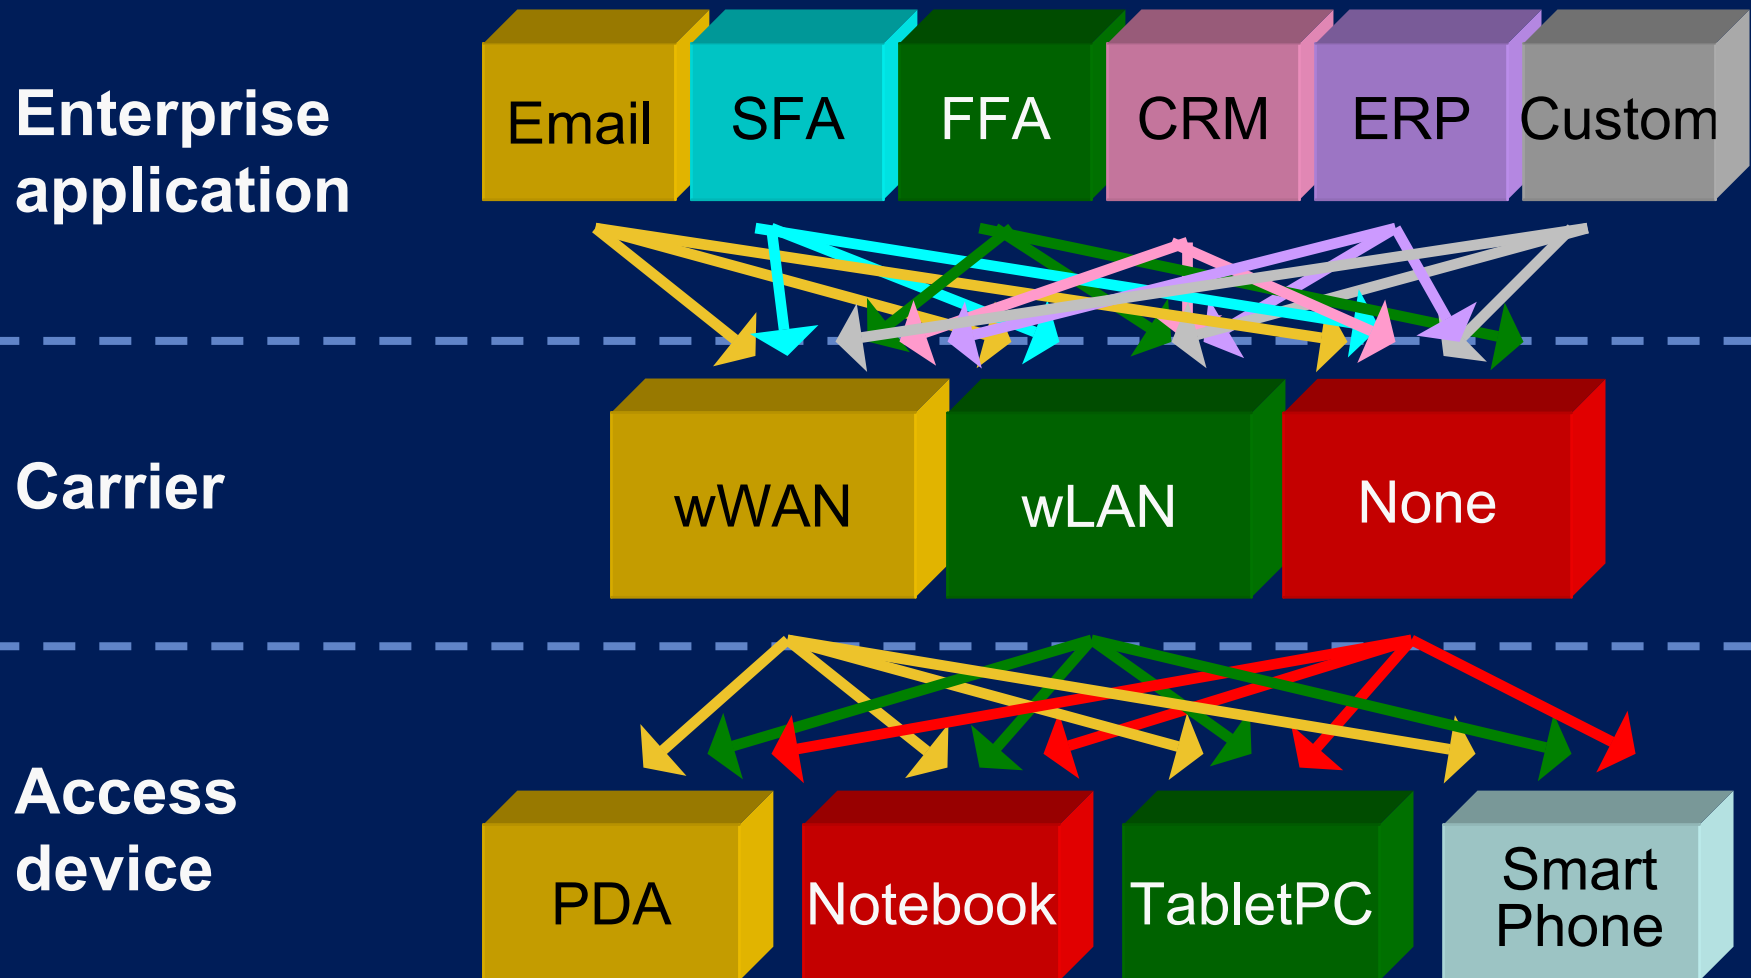 Enterprise
application
Email
SFA
FFA
CRM
ERP
Custom
Carrier
wWAN
wLAN
None
Access
device
PDA
Notebook
TabletPC
Smart
Phone